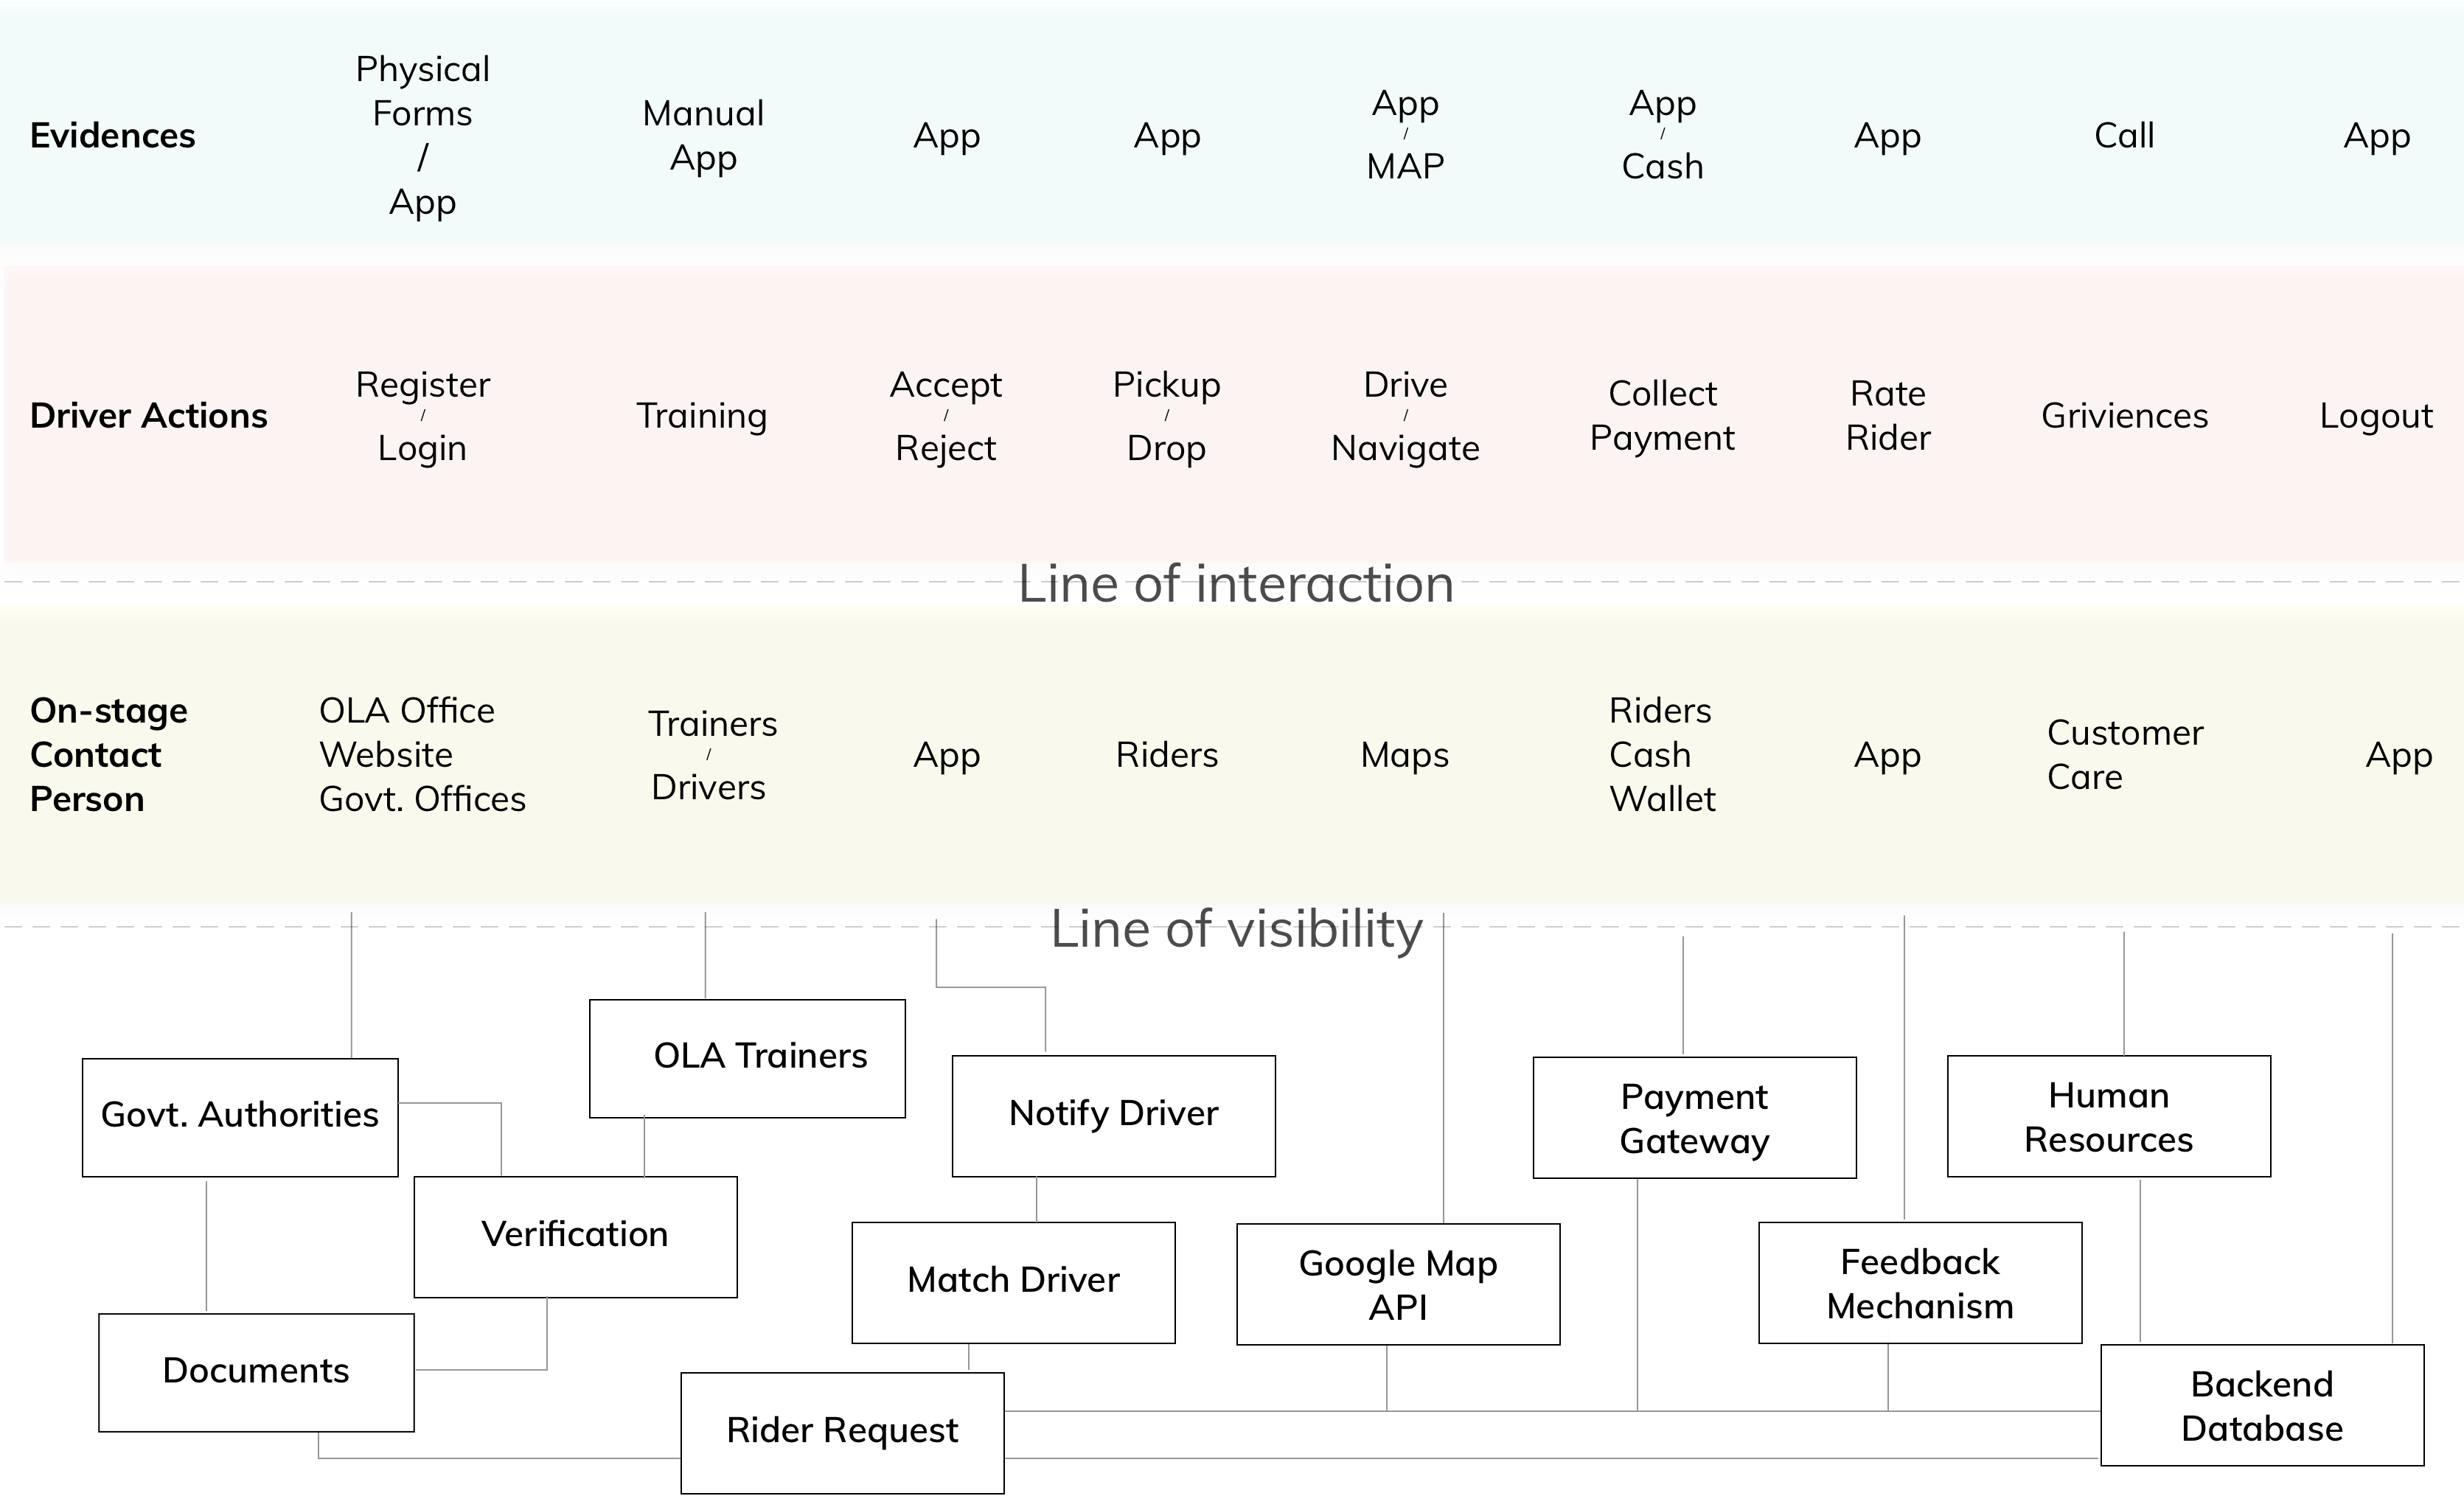 Evidences
Physical
Forms
/
App
Manual
App
App
App
App
/
MAP
App
/
Cash
App
Call
App
Driver Actions
Register
/
Login
Training
Accept
/
Reject
Pickup
/
Drop
Drive
/
Navigate
Collect
Payment
Rate
Rider
Griviences
Logout
Line of interaction
On-stage
Contact
Person
OLA Office
Website
Govt. Offices
Trainers
/
Drivers
App
Riders
Maps
Riders
Cash
Wallet
App
Customer
Care
App
Line of visibility
Govt. Authorities
OLA Trainers
Notify Driver
Payment
Gateway
Human
Resources
Verification
Match Driver
Google Map
API
Feedback
Mechanism
Documents
Rider Request
Backend
Database